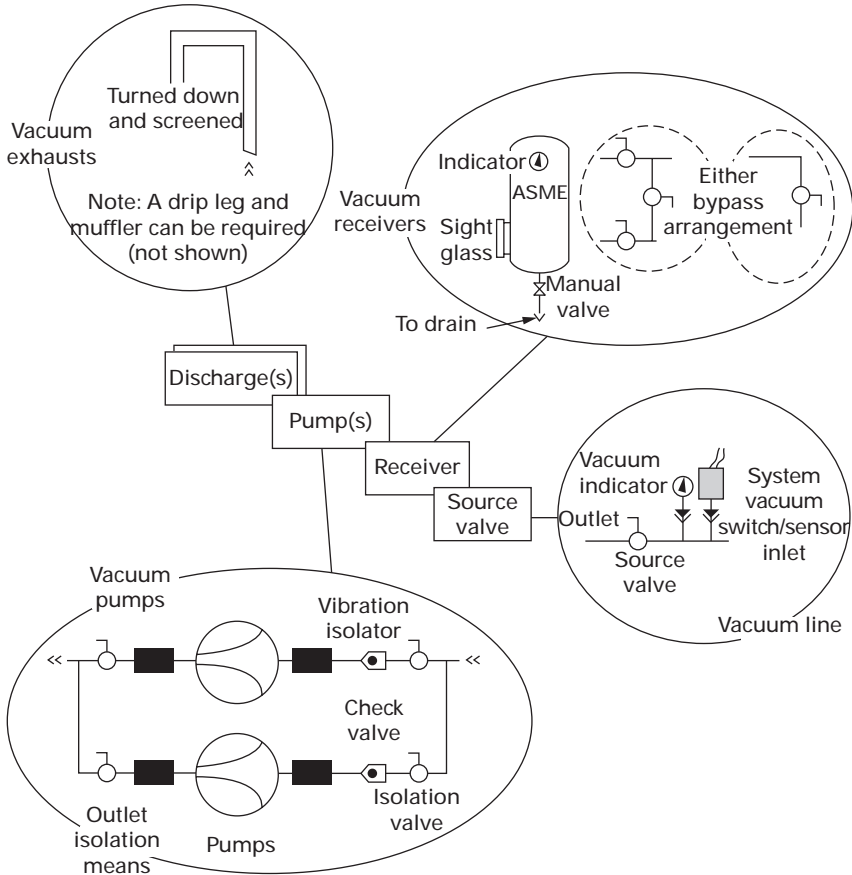 Turned down
and screened
Vacuum
exhausts
Note: A drip leg and
muffler can be required
(not shown)
Vacuum
receivers
Indicator
ASME
Sight
glass
Manual
valve
To drain
Either
bypass
arrangement
Discharge(s)
Pump(s)
Receiver
Source
valve
Vacuum
indicator
System
vacuum
switch/sensor
inlet
Outlet
Source
valve
Vacuum line
Vacuum
pumps
Vibration
isolator
Check
valve
Isolation
valve
Outlet
isolation
means
Pumps